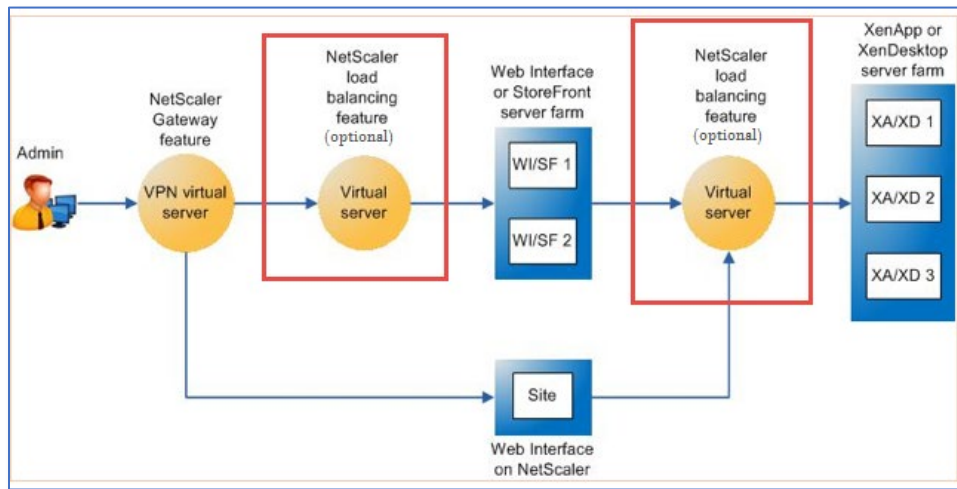 Admin
NetScaler
Gateway
feature
VPN virtual
server
NetScaler
load
balancing
feature
(optional)
Virtual
server
Web Interface
or StoreFront
server farm
WI/SF 1
WI/SF 2
NetScaler
load
balancing
feature
(optional)
Virtual
server
XenApp or
XenDesktop
server farm
XA/XD 1
XA/XD 2
XA/XD 3
Site
Web Interface
on NetScaler